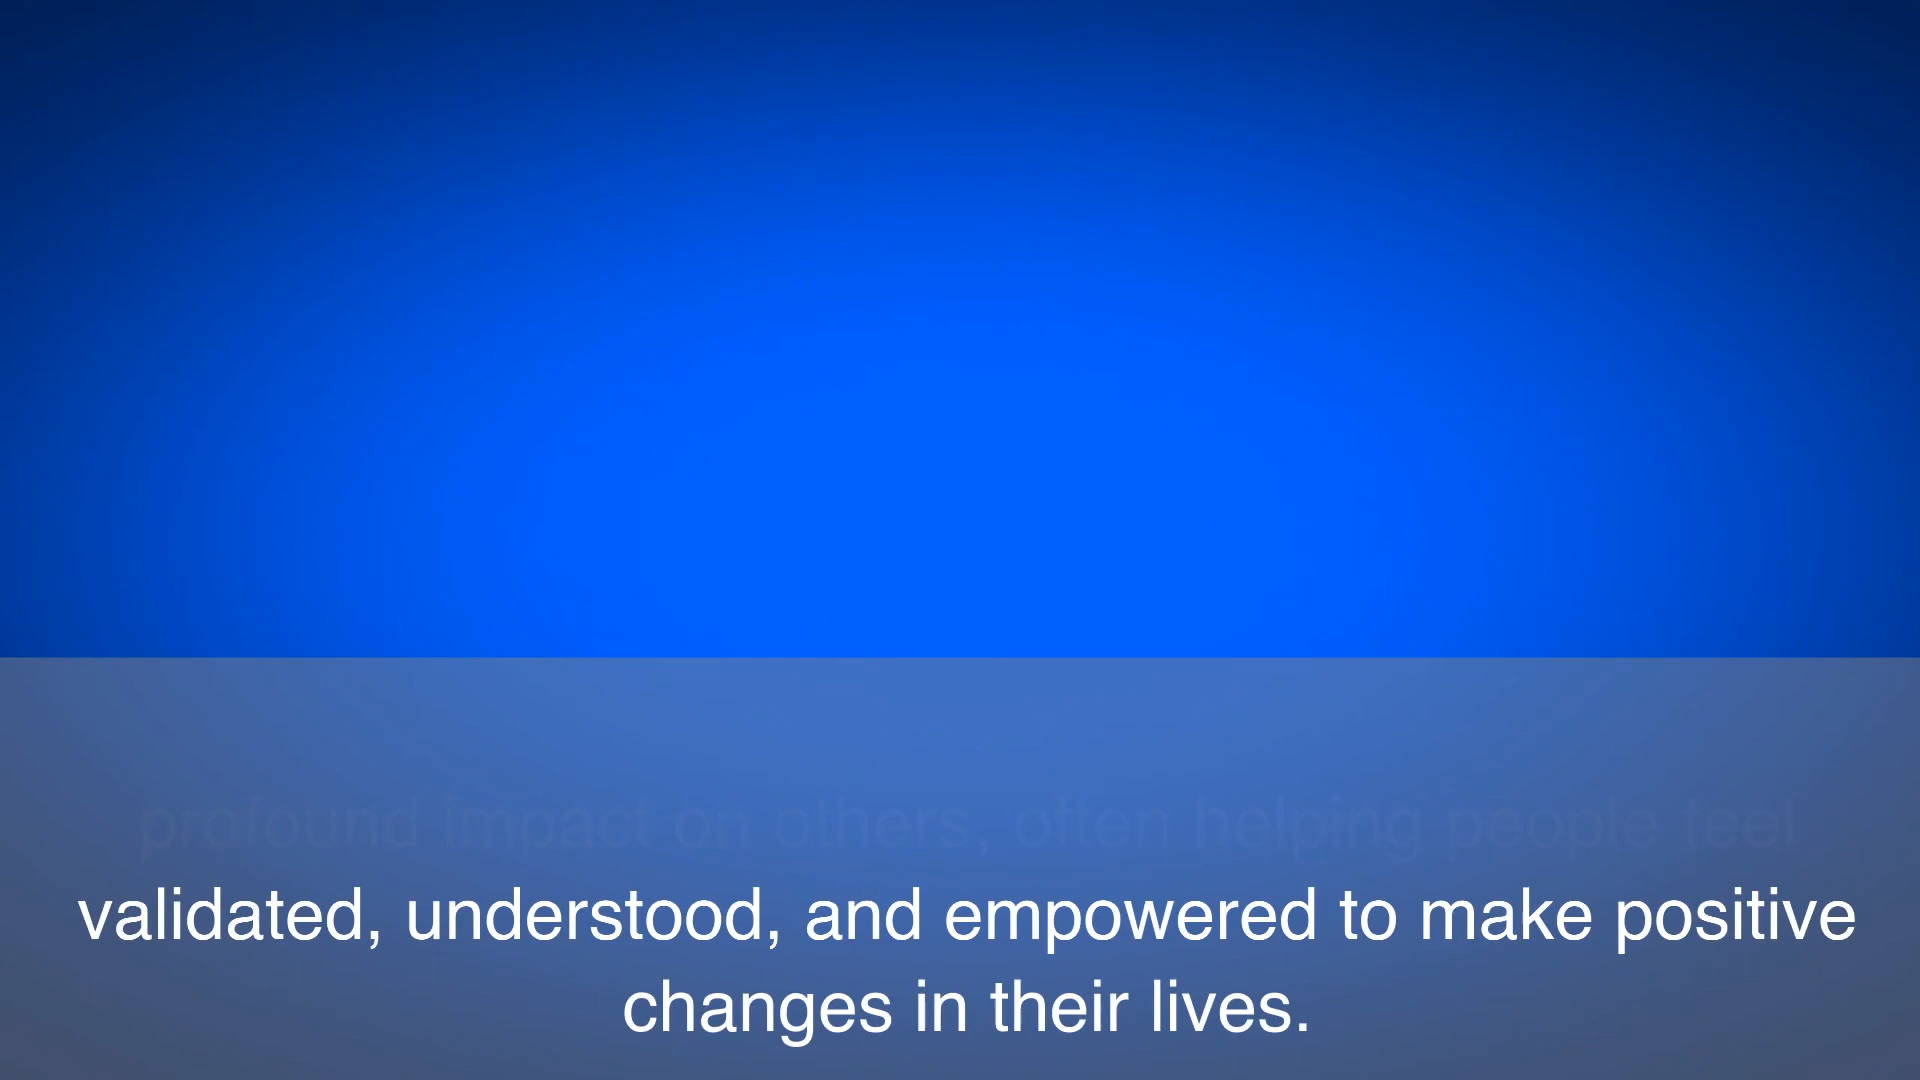 profound impact on others, often helping people feel
validated, understood, and empowered to make positive
changes in their lives.